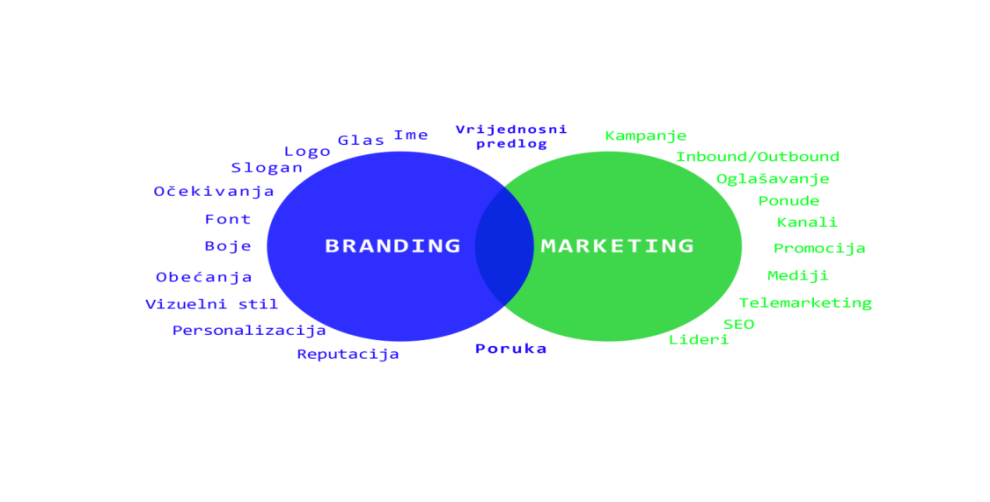 Vrijednosni
predlog
Ime
Glas
Logo
Slogan
Očekivanja
Font
Boje
Obećanja
Vizuelni stil
Personalizacija
Reputacija
BRANDING
MARKETING
Poruka
Kampanje
Inbound/Outbound
Oglašavanje
Ponude
Kanali
Promocija
Mediji
Telemarketing
SEO
Lideri